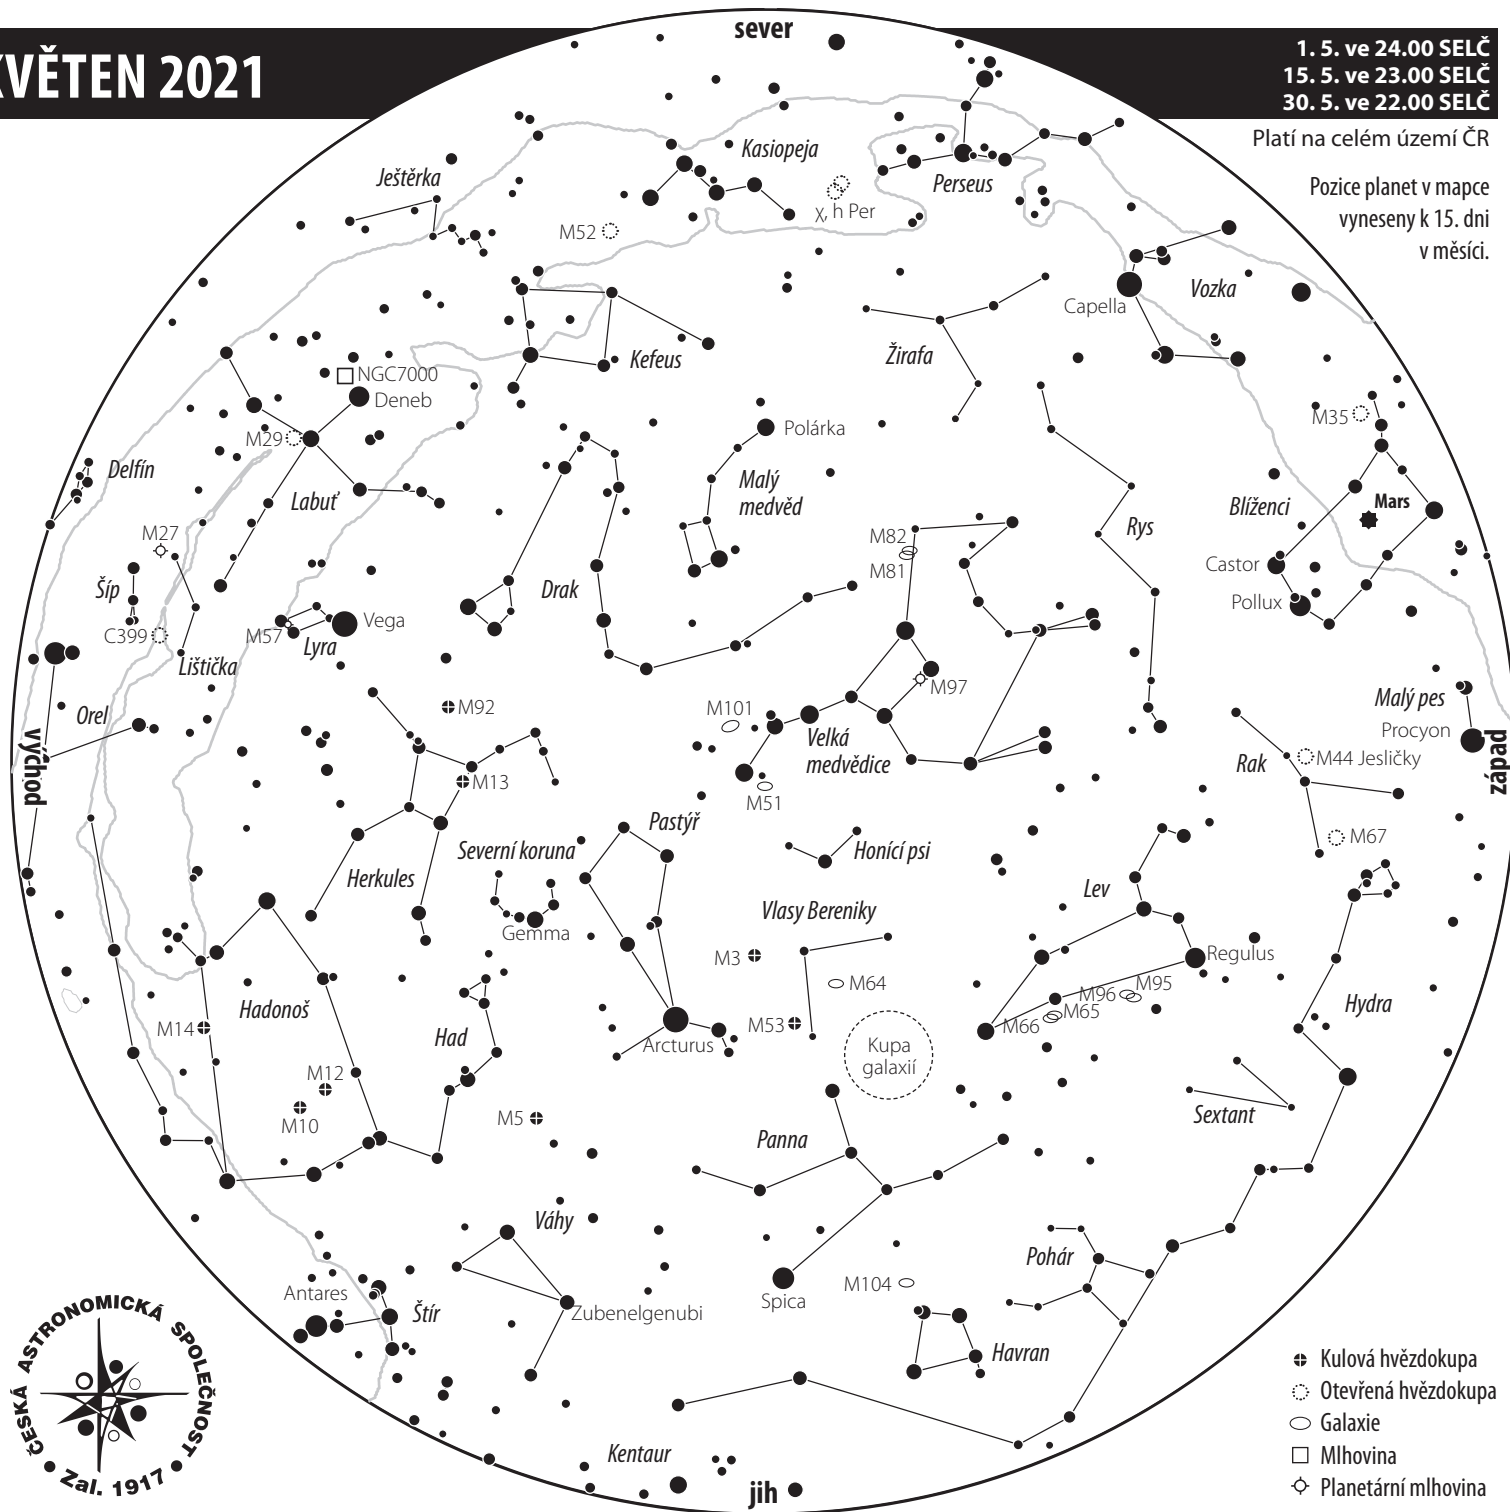 sever
KVĚTEN 2021
1. 5. ve 24.00 SELČ
15. 5. ve 23.00 SELČ
30. 5. ve 22.00 SELČ
Platí na celém území ČR
Pozice planet v mapce
vyneseny k 15. dni
v měsíci.
Kasiopeja
Perseus
Ještěrka
χ, h Per
M52
Vozka
Capella
Kefeus
Žirafa
NGC7000
Deneb
M35
M29
Polárka
Delfín
Labuť
Malý
medvěd
Blíženci
Mars
M27
M82
M81
Rys
Castor
Šíp
Drak
Pollux
C399
M57
Vega
Lyra
Lištička
M97
Malý pes
Orel
M92
M101
Procyon
východ
Velká
medvědice
západ
M13
M51
Rak
M44 Jesličky
Pastýř
M67
Severní koruna
Honící psi
Herkules
Lev
Vlasy Bereniky
Gemma
M3
Regulus
M64
M96
M95
Hadonoš
M14
Had
M53
M66
M65
Hydra
Arcturus
Kupa
galaxií
M12
M10
M5
Sextant
Panna
Váhy
Pohár
M104
Antares
Štír
Zubenelgenubi
Spica
Havran
Kentaur
jih
ČESKÁ ASTRONOMICKÁ SPOLEČNOST
Zal. 1917
Kulová hvězdokupa
Otevřená hvězdokupa
Galaxie
Mlhovina
Planetární mlhovina